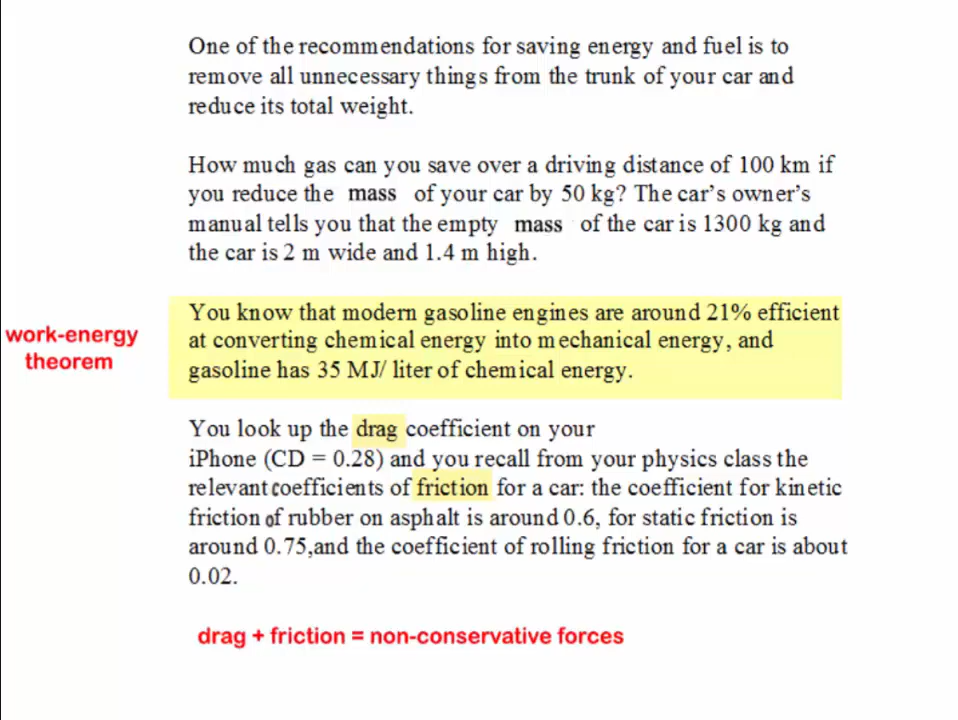 One of the recommendations for saving energy and fuel is to
remove all unnecessary things from the trunk of your car and
reduce its total weight.
How much gas can you save over a driving distance of 100 km if
you reduce the mass of your car by 50 kg? The car's owner's
manual tells you that the empty mass of the car is 1300 kg and
the car is 2 m wide and 1.4 m high.
work-energy
theorem
You know that modern gasoline engines are around 21% efficient
at converting chemical energy into mechanical energy, and
gasoline has 35 MJ/ liter of chemical energy.
You look up the drag coefficient on your
iPhone (CD = 0.28) and you recall from your physics class the
relevant coefficients of friction for a car: the coefficient for kinetic
friction of rubber on asphalt is around 0.6, for static friction is
around 0.75,and the coefficient of rolling friction for a car is about
0.02.
drag + friction = non-conservative forces